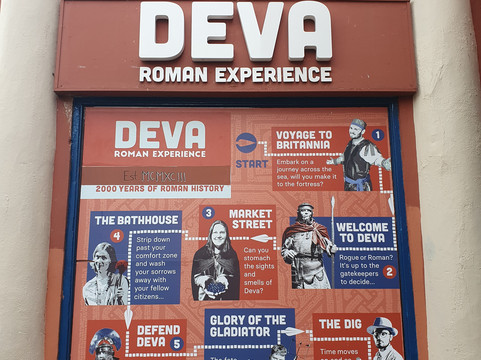 DEVA
ROMAN EXPERIENCE
DEVA
ROMAN EXPERIENCE
MCMXCIII
2000 YEARS OF ROMAN HISTORY
START
VOYAGE TO
BRITANNIA
1
Embark on a
journey across the
sea, will you make it
to the fortress?
WELCOME
TO DEVA
Rogue or Roman?
It's up to the
gatekeepers
to decide...
2
3
MARKET
STREET
Can you
stomach
the sights
and
smells of
Deva?
THE BATHHOUSE
4
Strip down
past your
comfort zone
and wash
your sorrows
away with
your fellow
citizens...
DEFEND
DEVA
5
GLORY OF THE
GLADIATOR
THE DIG
Time moves